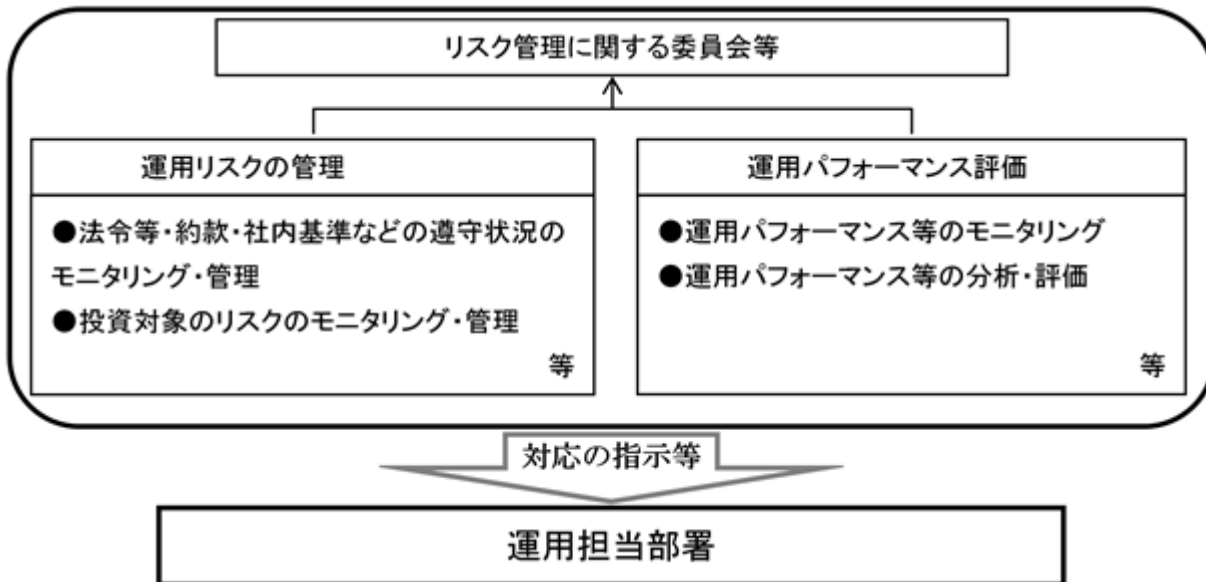 リスク管理に関する委員会等
運用リスクの管理
●法令等・約款・社内基準などの遵守状況の
モニタリング・管理
●投資対象のリスクのモニタリング・管理
等
運用パフォーマンス評価
●運用パフォーマンス等のモニタリング
●運用パフォーマンス等の分析・評価
等
対応の指示等
運用担当部署